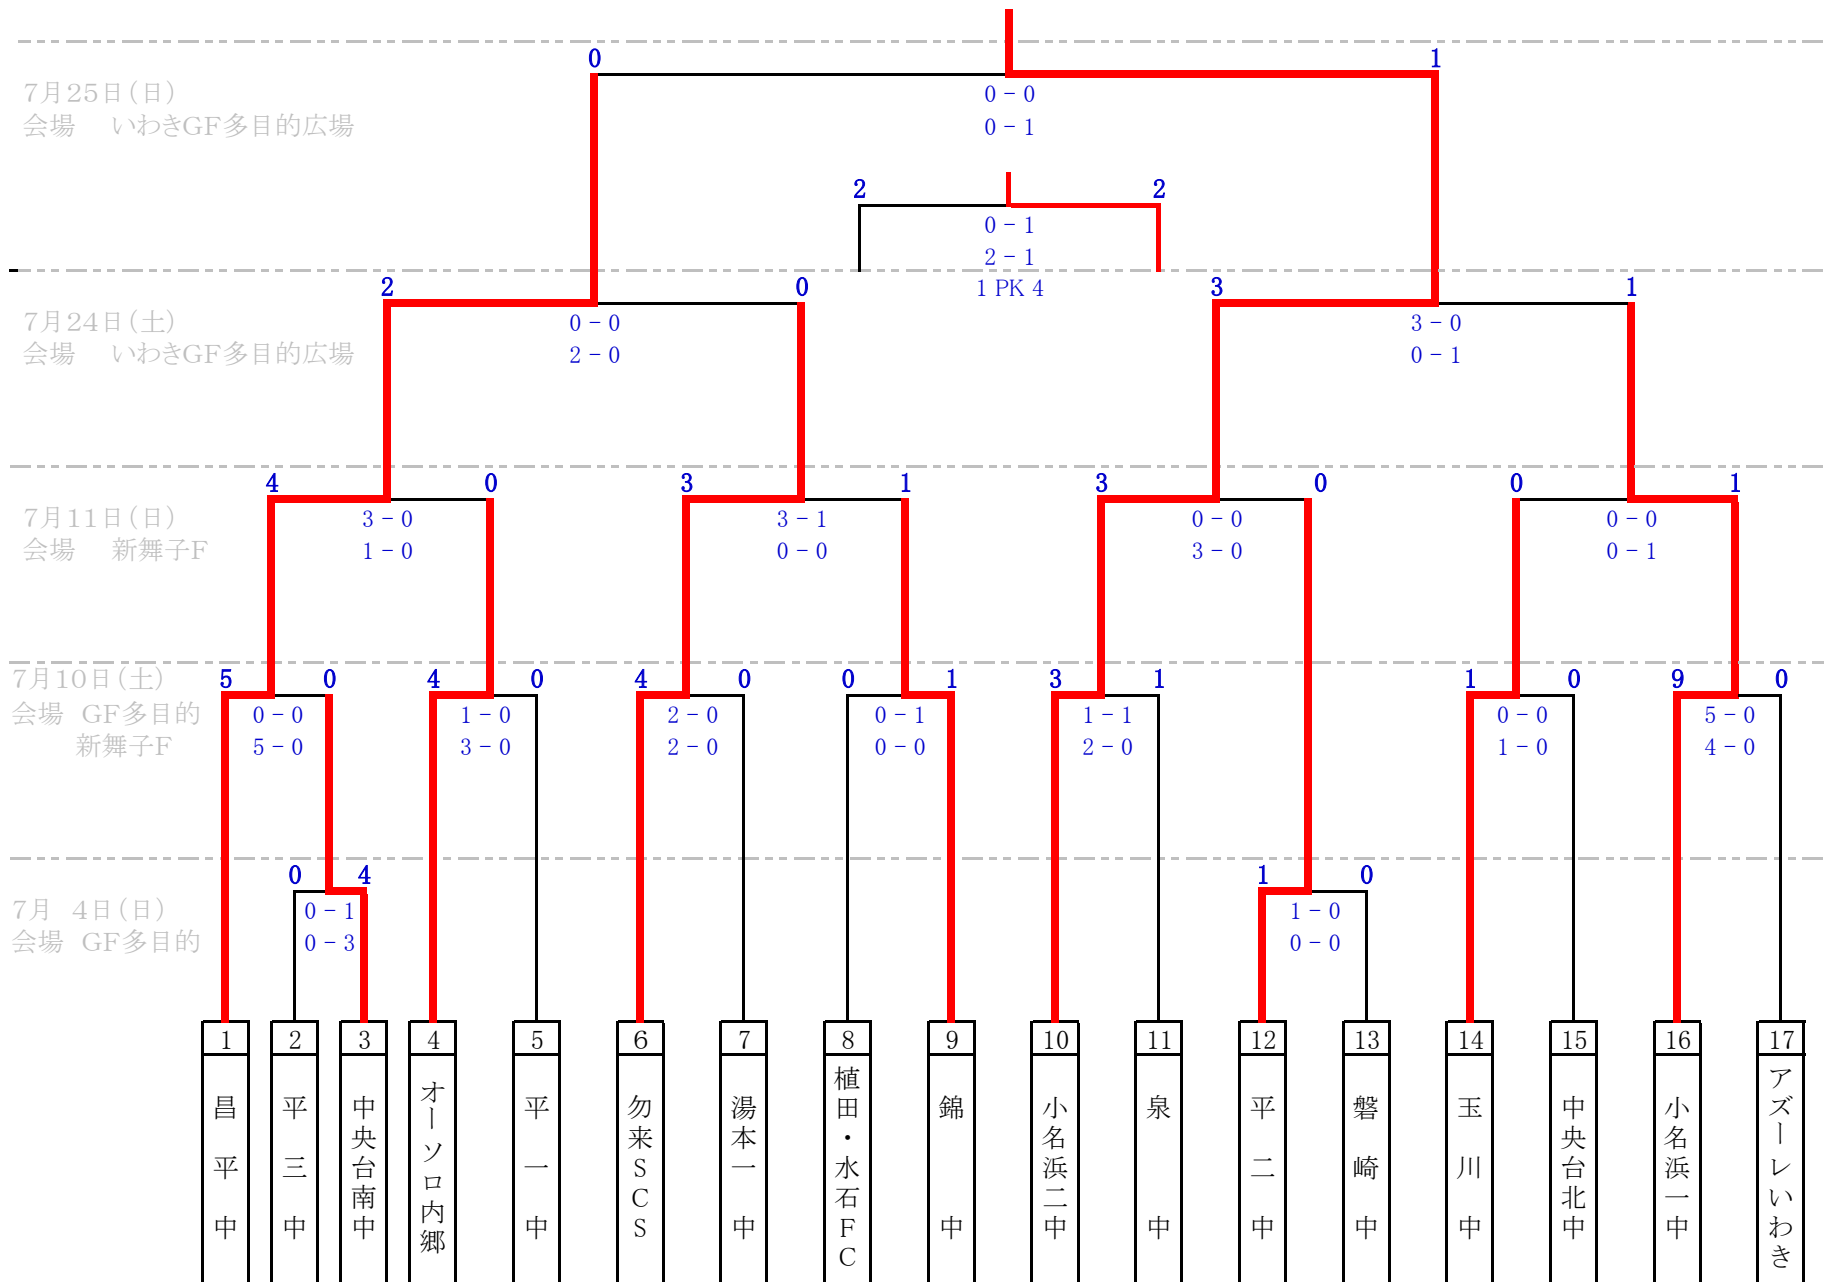 0 1
7月25日(日)
0-0
会場 いわきGF多目的広場
0-1
2 2
0-1
2-1
1 PK 4
2 0 3 1
7月24日(土)
0-0 3-0
会場 いわきGF多目的広場
2-0 0-1
4 0 3 1 3 0 0 1
7月11日(日)
3-0 3-1 0-0 0-0
会場 新舞子F
1-0 0-0 3-0 0-1
7月10日(土)
5 0 4 0 4 0 0 1 3 1 1 0 9 0
会場 GF多目的
0-0 1-0 2-0 0-1 1-1 0-0 5-0
新舞子F
5-0 3-0 2-0 0-0 2-0 1-0 4-0
0 4 1 0
7月 4日(日)
0-1 1-0
会場 GF多目的
0-3 0-0
1 2 3 4 5 6 7 8 9 10 11 12 13 14 15 16 17
昌平中
平三中
中央台南中
オーソロ内郷
平一中
勿来SCS
湯本一中
植田・水石FC
錦中
小名浜二中
泉中
平二中
磐崎中
玉川中
中央台北中
小名浜一中
アズーレいわき